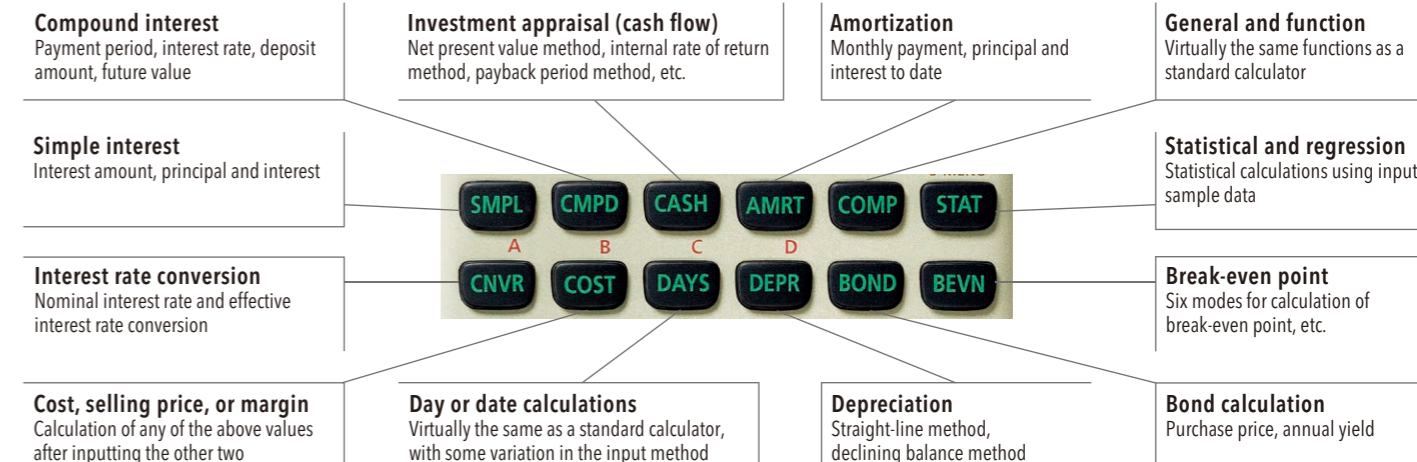 Compound interest
Payment period, interest rate, deposit
amount, future value
Investment appraisal (cash flow)
Net present value method, internal rate of return
method, payback period method, etc.
Amortization
Monthly payment, principal and
interest to date
General and function
Virtually the same functions as a
standard calculator
Simple interest
Interest amount, principal and interest
Statistical and regression
Statistical calculations using input
sample data
SMPL CMPD CASH AMRT COMP STAT
A B C D
CNVR COST DAYS DEPR BOND BEVN
Interest rate conversion
Nominal interest rate and effective
interest rate conversion
Break-even point
Six modes for calculation of
break-even point, etc.
Cost, selling price, or margin
Calculation of any of the above values
after inputting the other two
Day or date calculations
Virtually the same as a standard calculator,
with some variation in the input method
Depreciation
Straight-line method,
declining balance method
Bond calculation
Purchase price, annual yield